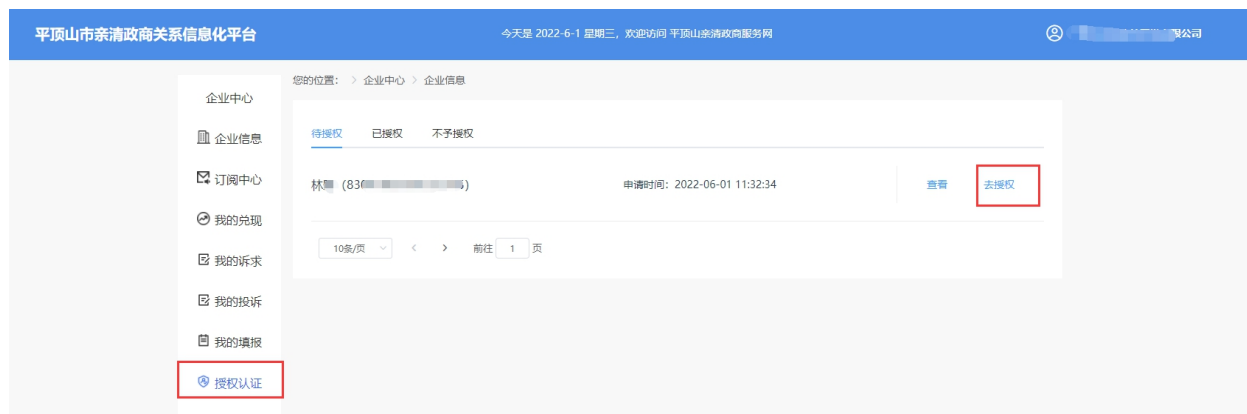 平顶山市亲清政商关系信息化平台
今天是 2022-6-1 星期三，欢迎访问 平顶山亲清政商服务网
限公司
您的位置： > 企业中心 > 企业信息
企业中心
企业信息
订阅中心
我的兑现
我的诉求
我的投诉
我的填报
授权认证
待授权 已授权 不予授权
林 (830 )
申请时间：2022-06-01 11:32:34
查看 去授权
10条/页 < > 前往 1 页